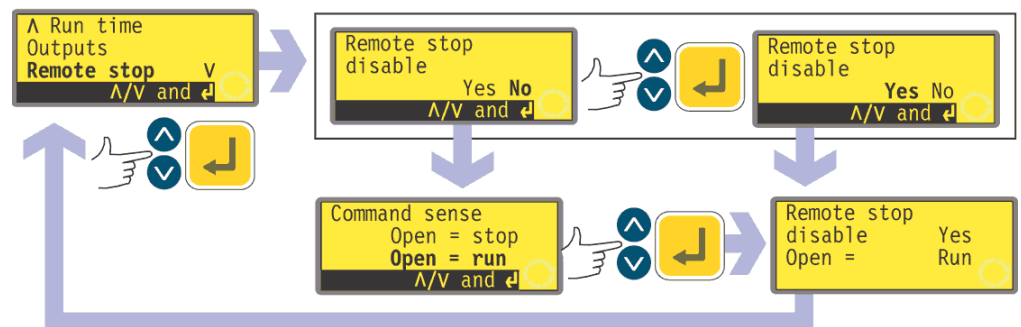 Λ Run time
Outputs
Remote stop V
Λ/V and ↵
Remote stop
disable
Yes No
Λ/V and ↵
Remote stop
disable
Yes No
Λ/V and ↵
Command sense
Open = stop
Open = run
Λ/V and ↵
Remote stop
disable Yes
Open = Run